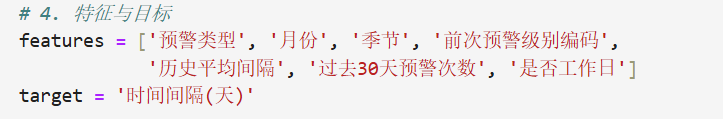 # 4. 特征与目标
features = ['预警类型', '月份', '季节', '前次预警级别编码',
'历史平均间隔', '过去30天预警次数', '是否工作日']
target = '时间间隔(天)'